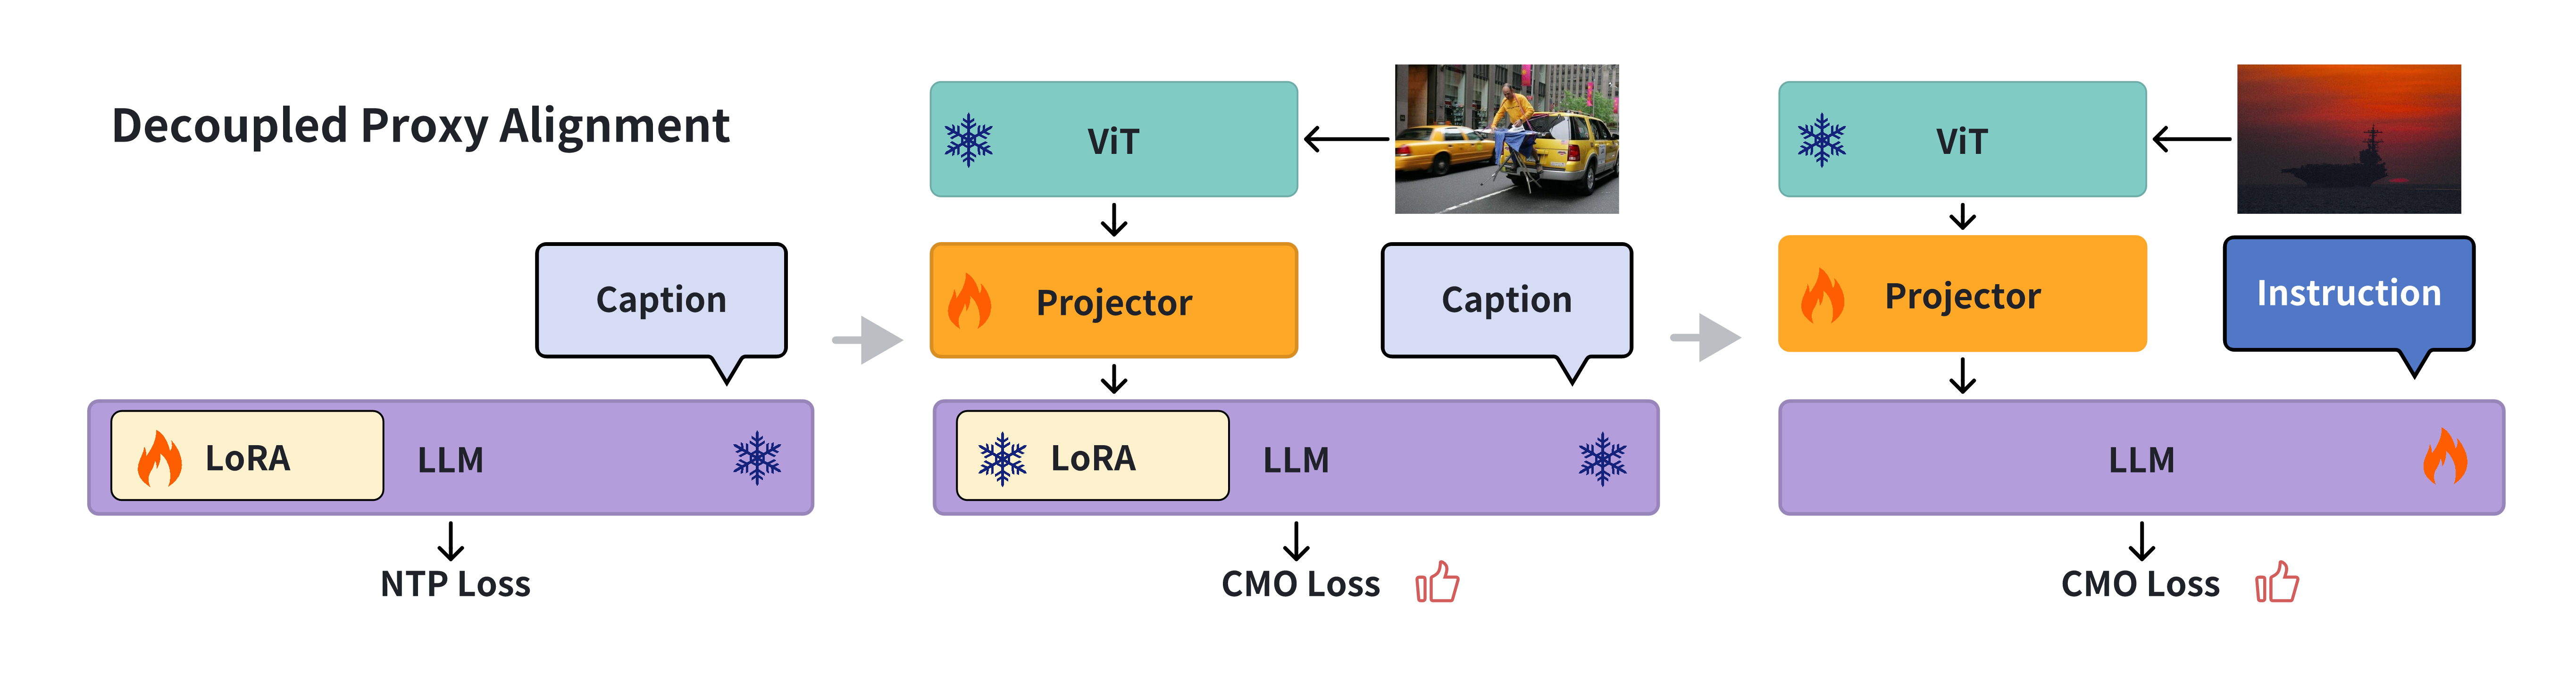 Decoupled Proxy Alignment
Caption
LoRA
LLM
NTP Loss
ViT
Projector
Caption
LoRA
LLM
CMO Loss
ViT
Projector
Instruction
LLM
CMO Loss